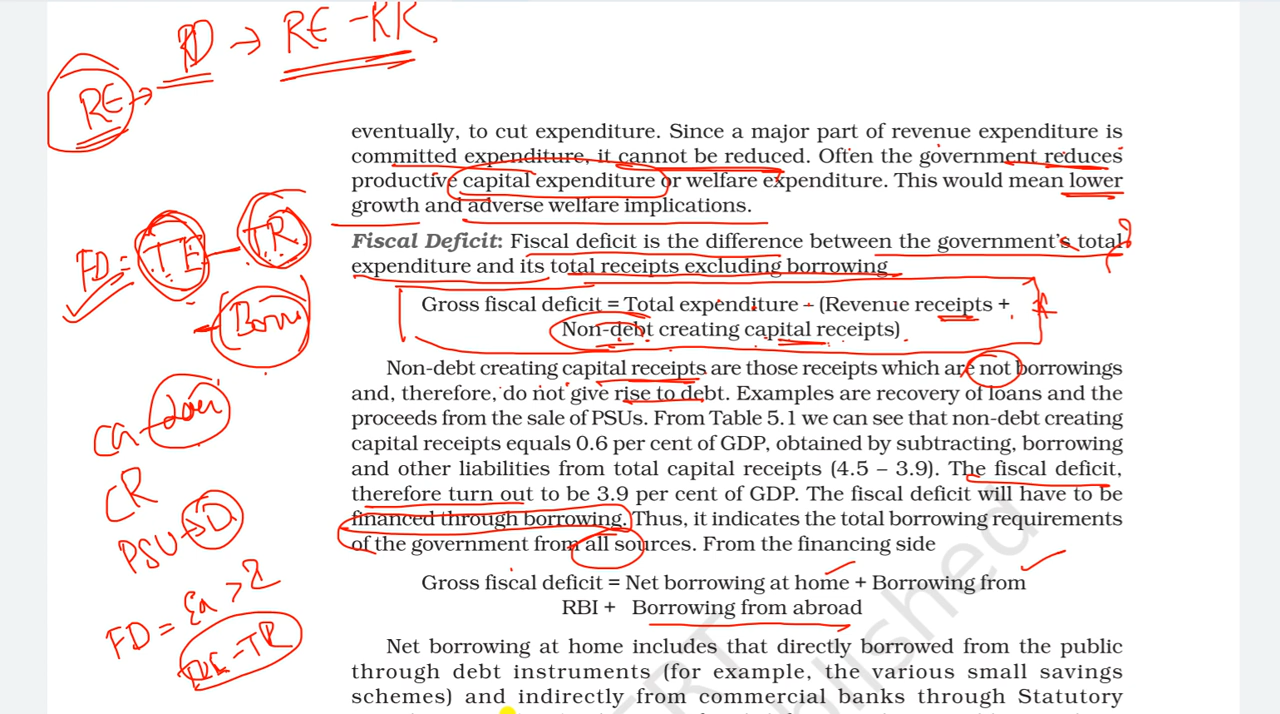 RD → RE - RR
RE →
eventually, to cut expenditure. Since a major part of revenue expenditure is
committed expenditure, it cannot be reduced. Often the government reduces
productive capital expenditure or welfare expenditure. This would mean lower
growth and adverse welfare implications.
Fiscal Deficit: Fiscal deficit is the difference between the government's total
expenditure and its total receipts excluding borrowing
FD = TE - TR
Gross fiscal deficit = Total expenditure - (Revenue receipts +
Non-debt creating capital receipts)
Non-debt creating capital receipts are those receipts which are not borrowings
and, therefore, do not give rise to debt. Examples are recovery of loans and the
proceeds from the sale of PSUs. From Table 5.1 we can see that non-debt creating
capital receipts equals 0.6 per cent of GDP, obtained by subtracting, borrowing
and other liabilities from total capital receipts (4.5 – 3.9). The fiscal deficit,
therefore turn out to be 3.9 per cent of GDP. The fiscal deficit will have to be
financed through borrowing. Thus, it indicates the total borrowing requirements
of the government from all sources. From the financing side
CR
PSU → D
Gross fiscal deficit = Net borrowing at home + Borrowing from
RBI + Borrowing from abroad
FD =
Net borrowing at home includes that directly borrowed from the public
through debt instruments (for example, the various small savings
schemes) and indirectly from commercial banks through Statutory